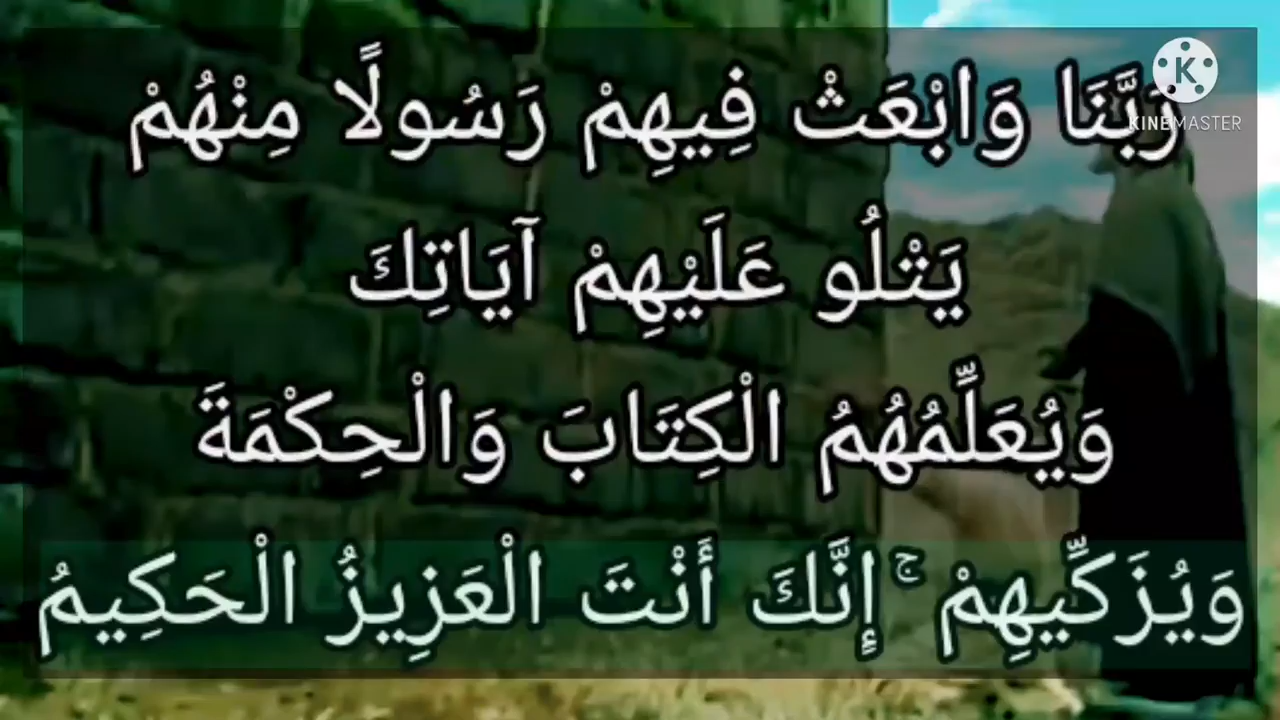 رَبَّنَا وَابْعَثْ فِيهِمْ رَسُولًا مِنْهُمْ
يَتْلُو عَلَيْهِمْ آيَاتِكَ
وَيُعَلِّمُهُمُ الْكِتَابَ وَالْحِكْمَةَ
وَيُزَكِّيهِمْ ۚ إِنَّكَ أَنْتَ الْعَزِيزُ الْحَكِيمُ
K
KINEMASTER